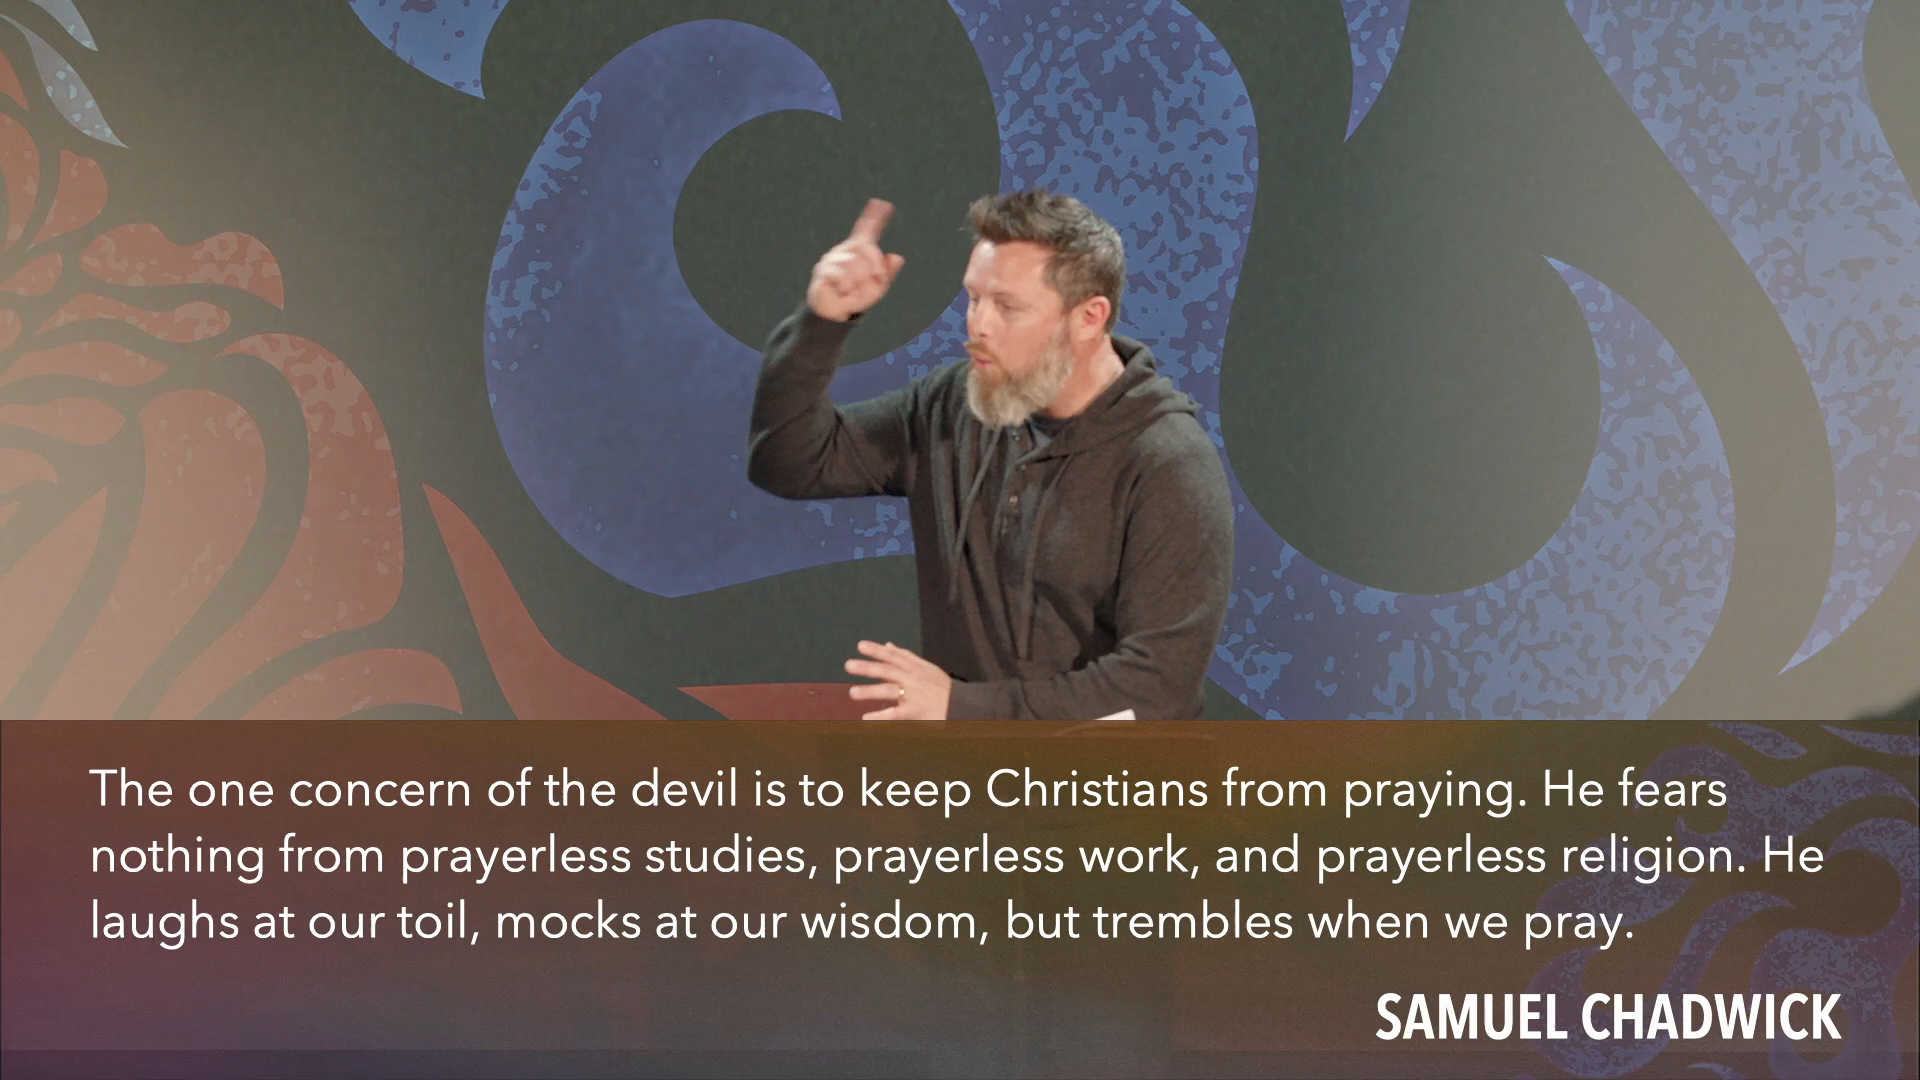 The one concern of the devil is to keep Christians from praying. He fears
nothing from prayerless studies, prayerless work, and prayerless religion. He
laughs at our toil, mocks at our wisdom, but trembles when we pray.
SAMUEL CHADWICK